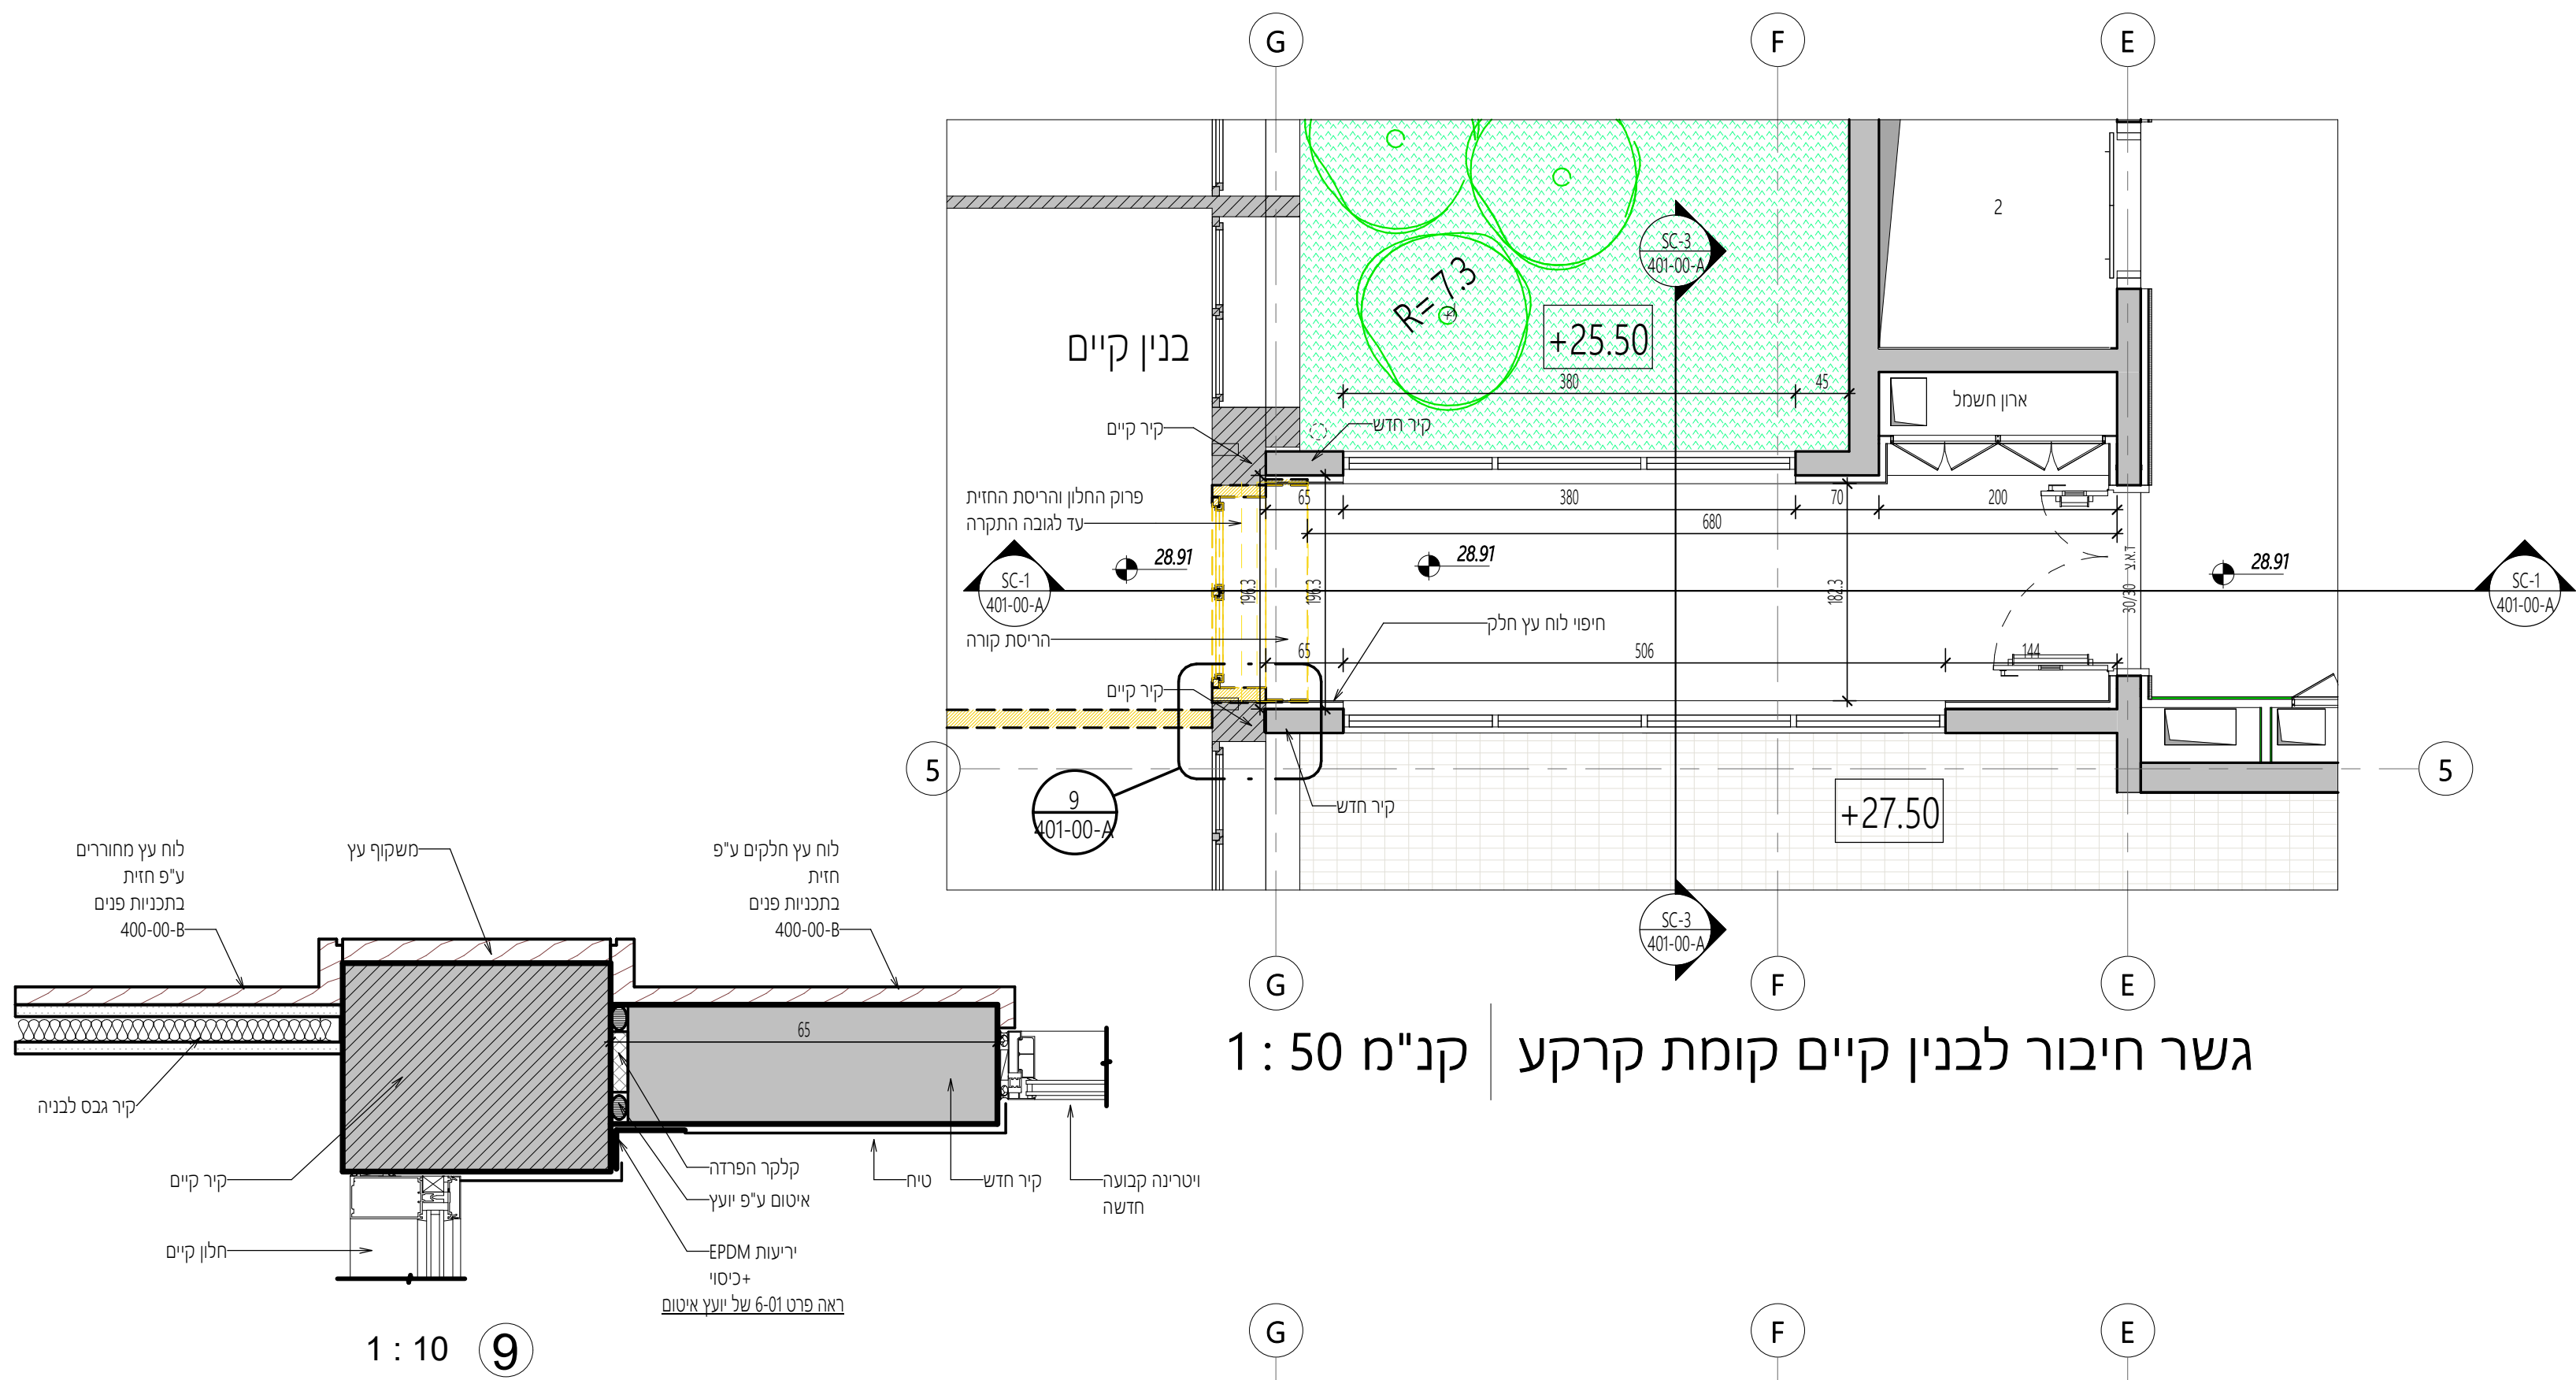 G
F
E
2
SC-3
401-00-A
R= 7.3
+25.50
בנין קיים
380
45
ארון חשמל
קיר קיים
קיר חדש
פרוק החלון והריסת החזית
עד לגובה התקרה
65
380
70
200
680
28.91
28.91
28.91
SC-1
401-00-A
SC-1
401-00-A
196.3
196.3
182.3
30/30 ד.א.צ
הריסת קורה
חיפוי לוח עץ חלק
65
506
144
קיר קיים
5
5
9
401-00-A
קיר חדש
+27.50
SC-3
401-00-A
G
F
E
גשר חיבור לבנין קיים קומת קרקע
קנ"מ 50 : 1
לוח עץ מחוררים
ע"פ חזית
בתכניות פנים
400-00-B
משקוף עץ
לוח עץ חלקים ע"פ
חזית
בתכניות פנים
400-00-B
65
קיר גבס לבניה
קיר קיים
חלון קיים
קלקר הפרדה
איטום ע"פ יועץ
יריעות EPDM
+כיסוי
ראה פרט 6-01 של יועץ איטום
טיח
קיר חדש
ויטרינה קבועה
חדשה
1 : 10
9
G
F
E